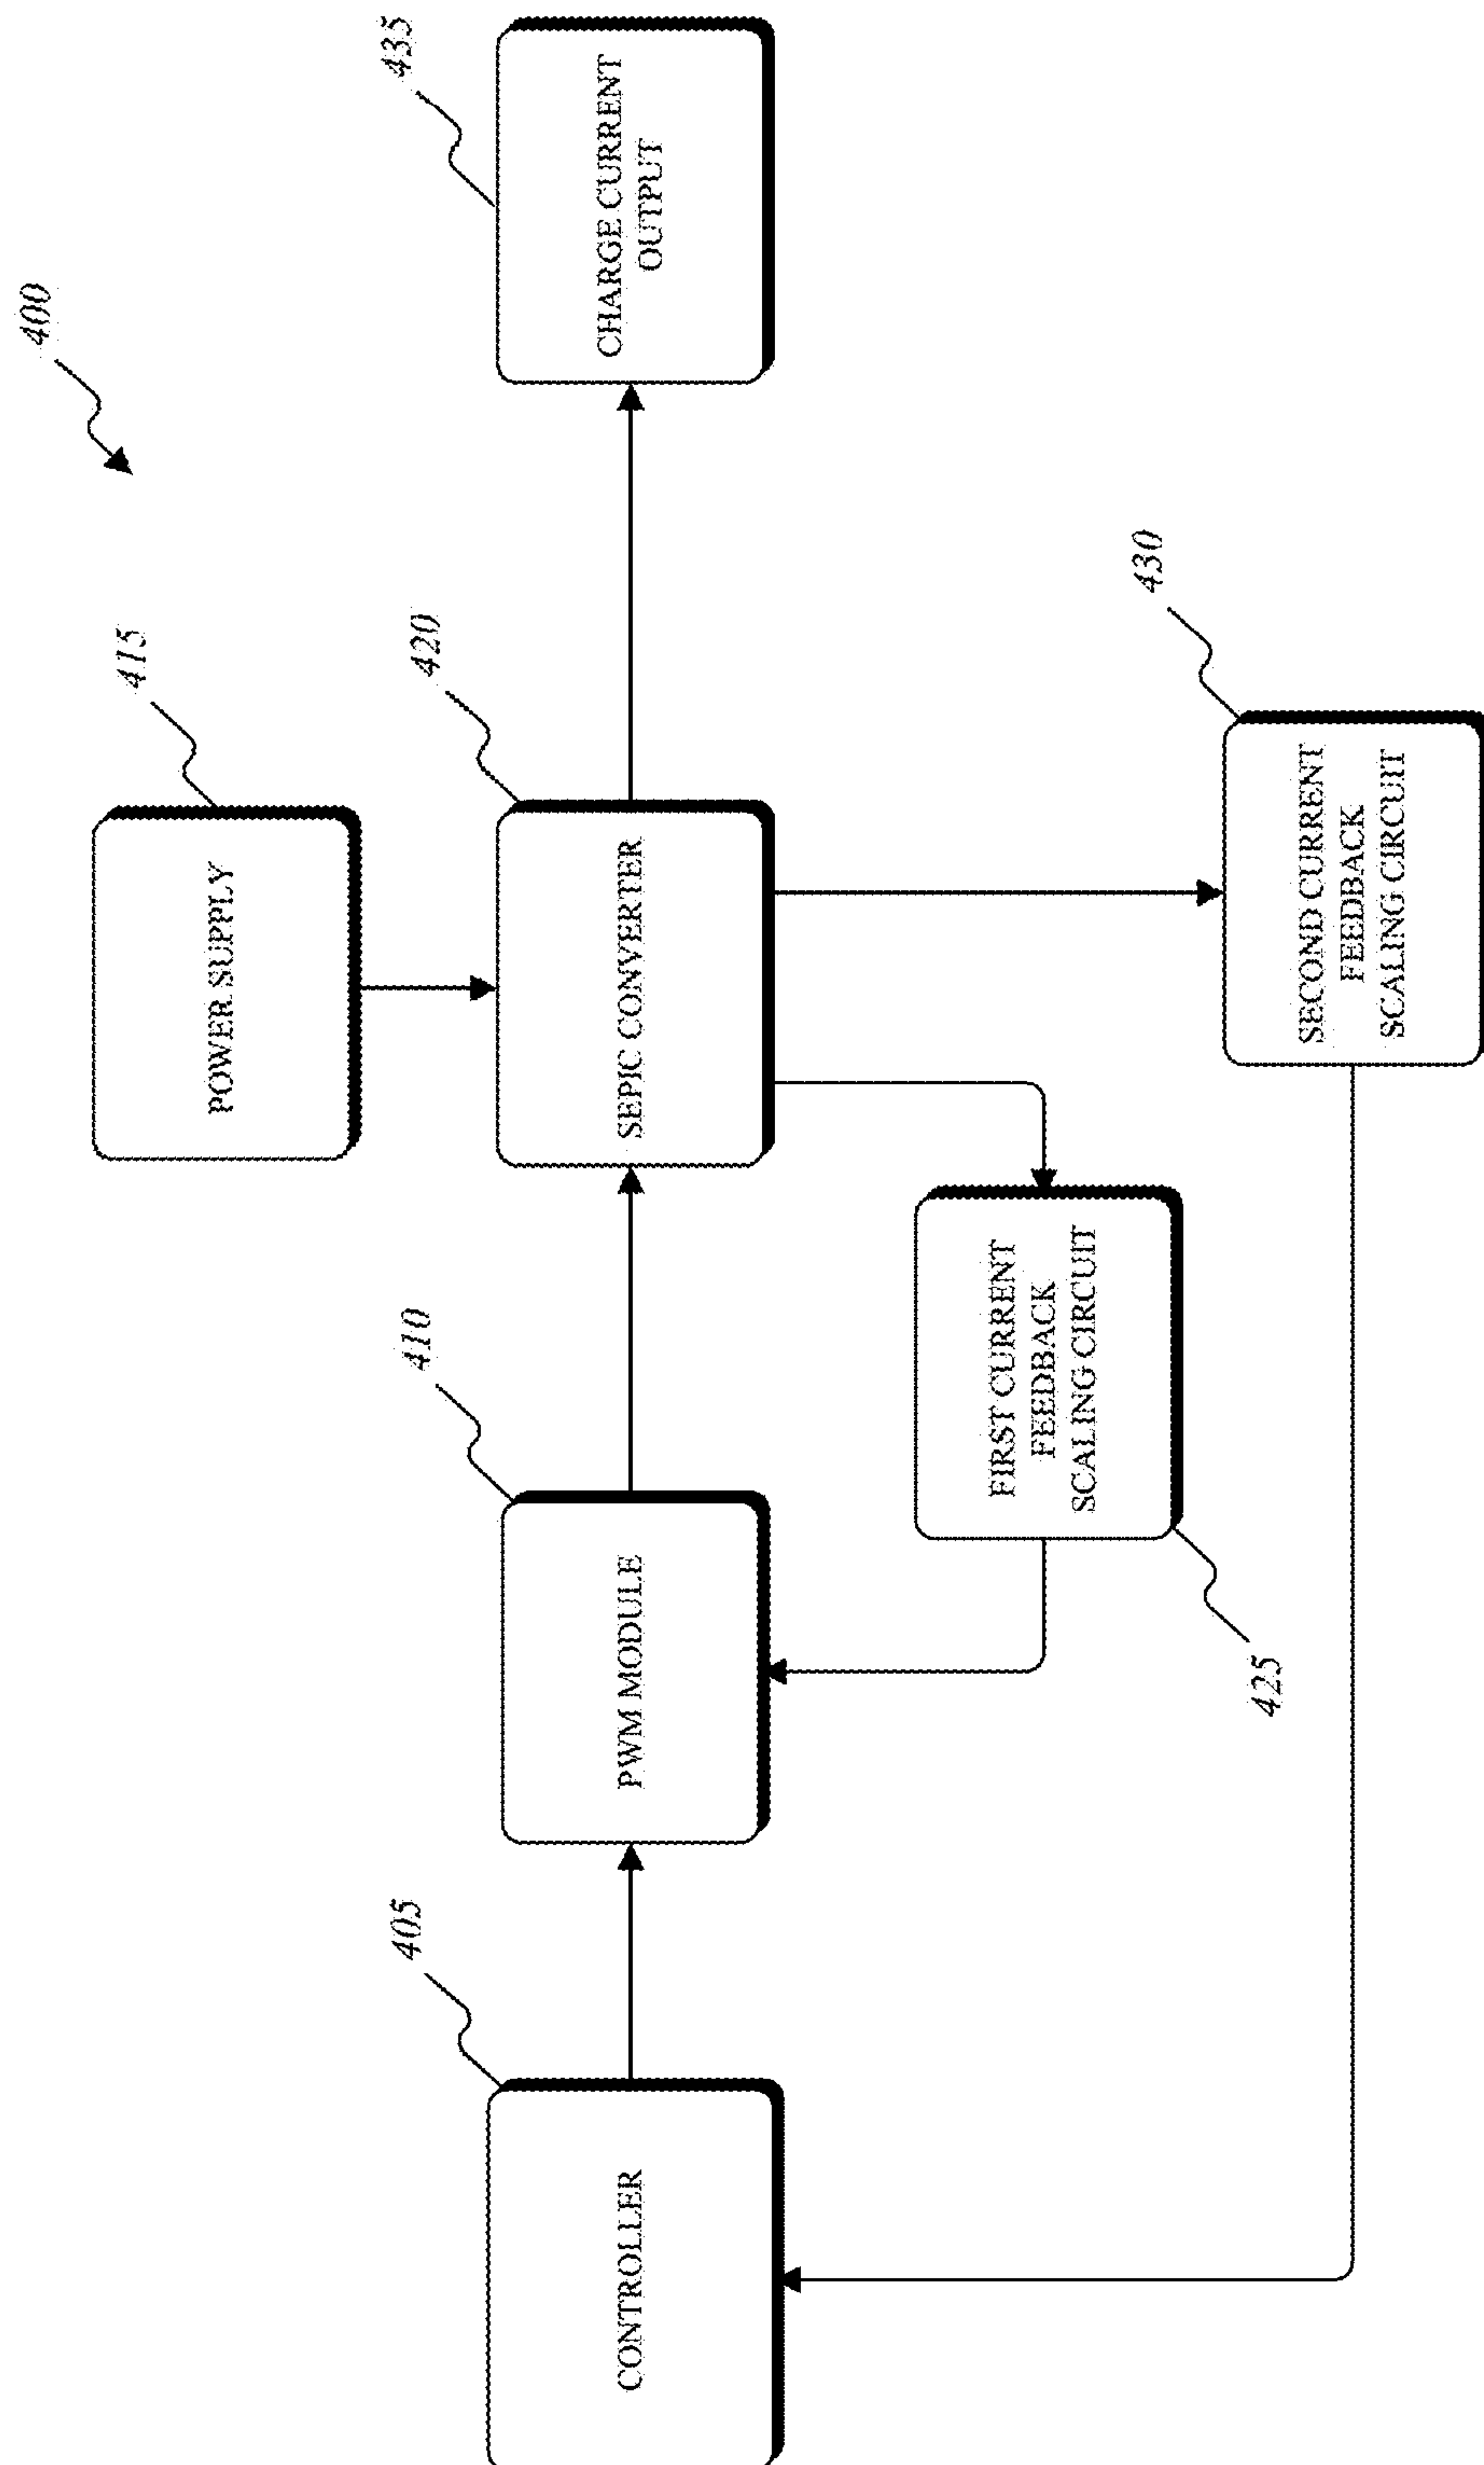 400
415
POWER SUPPLY
405
CONTROLLER
410
PWM MODULE
420
SEPIC CONVERTER
435
CHARGE CURRENT
OUTPUT
425
FIRST CURRENT
FEEDBACK
SCALING CIRCUIT
430
SECOND CURRENT
FEEDBACK
SCALING CIRCUIT